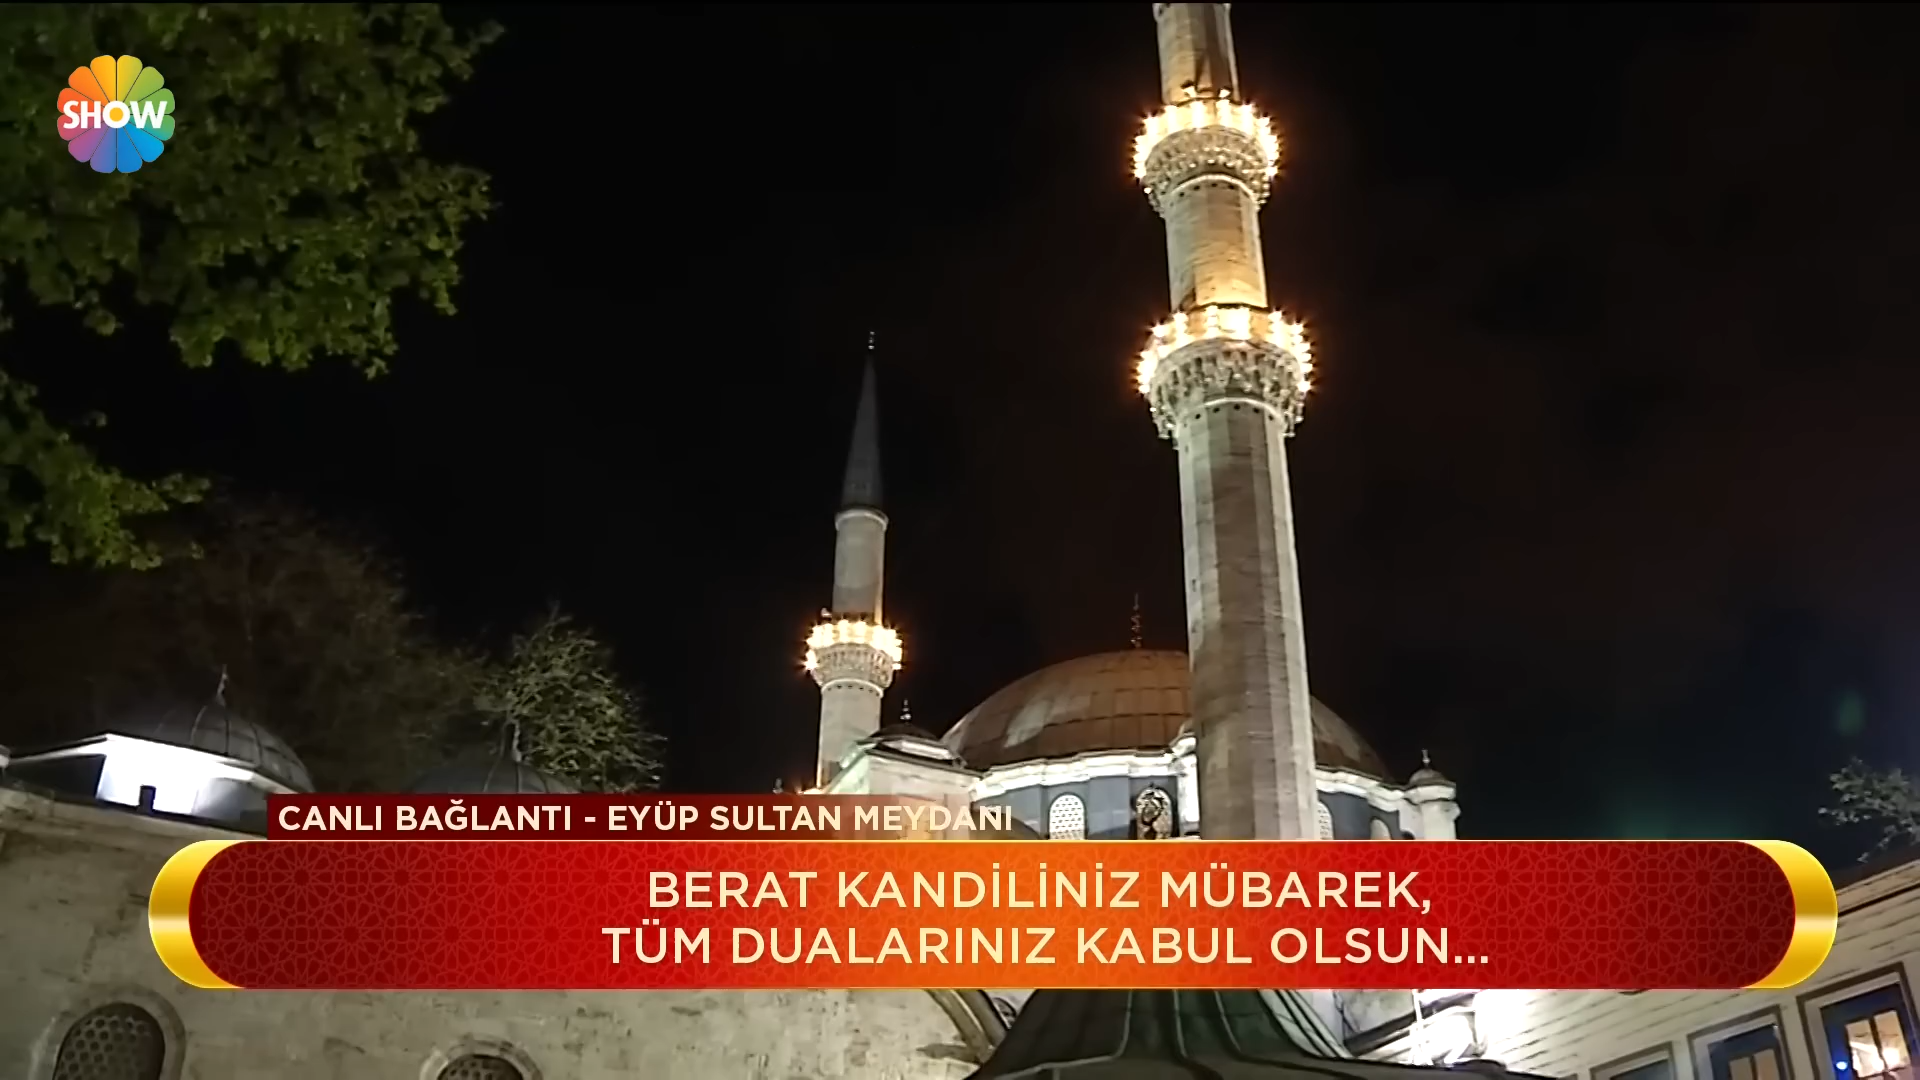 SHOW
CANLI BAĞLANTI - EYÜP SULTAN MEYDANI
BERAT KANDİLİNİZ MÜBAREK,
TÜM DUALARINIZ KABUL OLSUN...